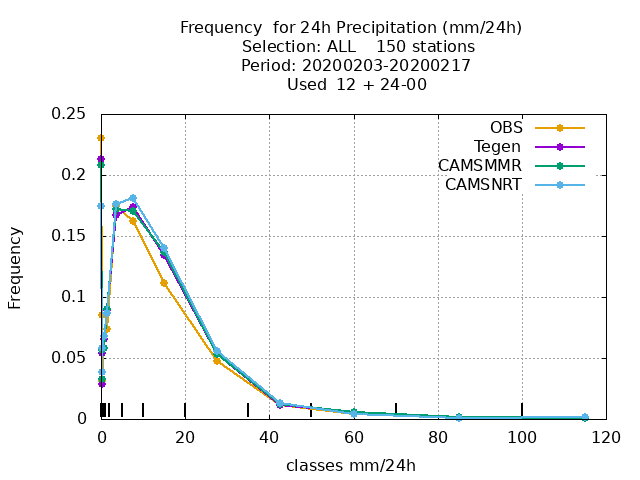 Frequency  for 24h Precipitation (mm/24h)
Selection: ALL    150 stations
Period: 20200203-20200217
Used  12 + 24-00
OBS
Tegen
CAMSMMR
CAMSNRT
Frequency
0.25
0.2
0.15
0.1
0.05
0
0 20 40 60 80 100 120
classes mm/24h